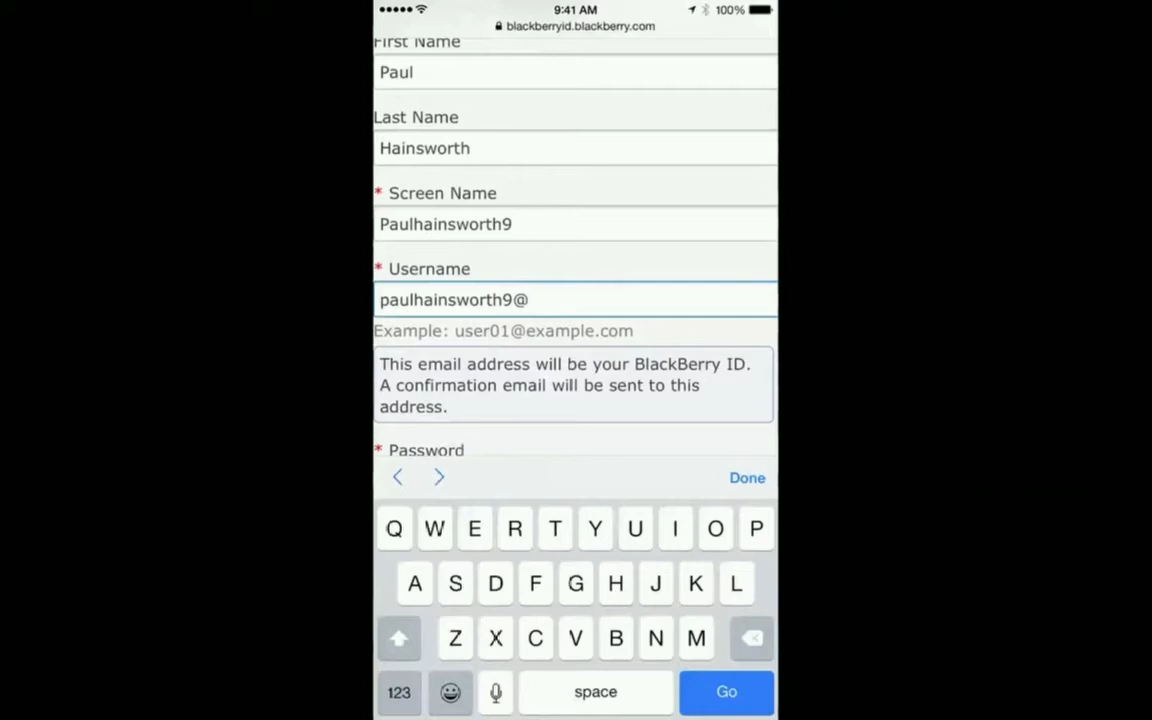 9:41 AM
100%
blackberryid.blackberry.com
First Name
Paul
Last Name
Hainsworth
* Screen Name
Paulhainsworth9
* Username
paulhainsworth9@
Example: user01@example.com
This email address will be your BlackBerry ID.
A confirmation email will be sent to this
address.
* Password
Done
Q W E R T Y U I O P
A S D F G H J K L
Z X C V B N M
123 space Go